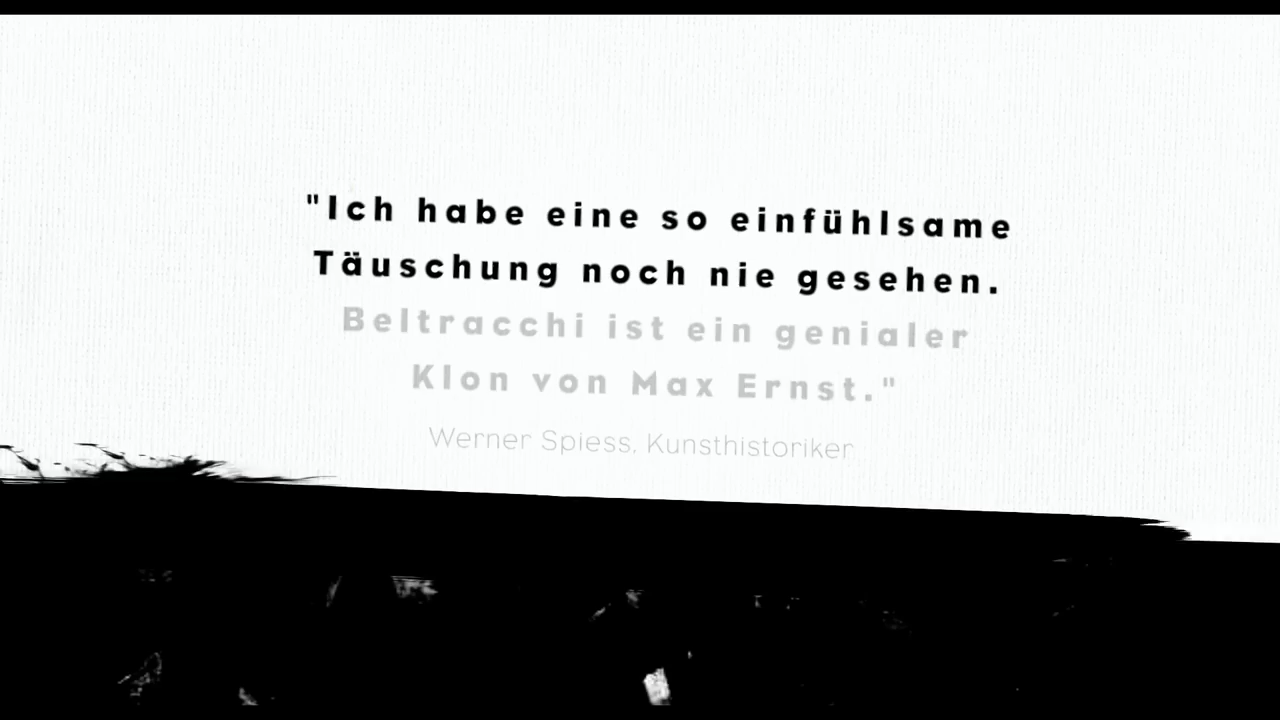 "Ich habe eine so einfühlsame
Täuschung noch nie gesehen.
Beltracchi ist ein genialer
Klon von Max Ernst."
Werner Spiess, Kunsthistoriker